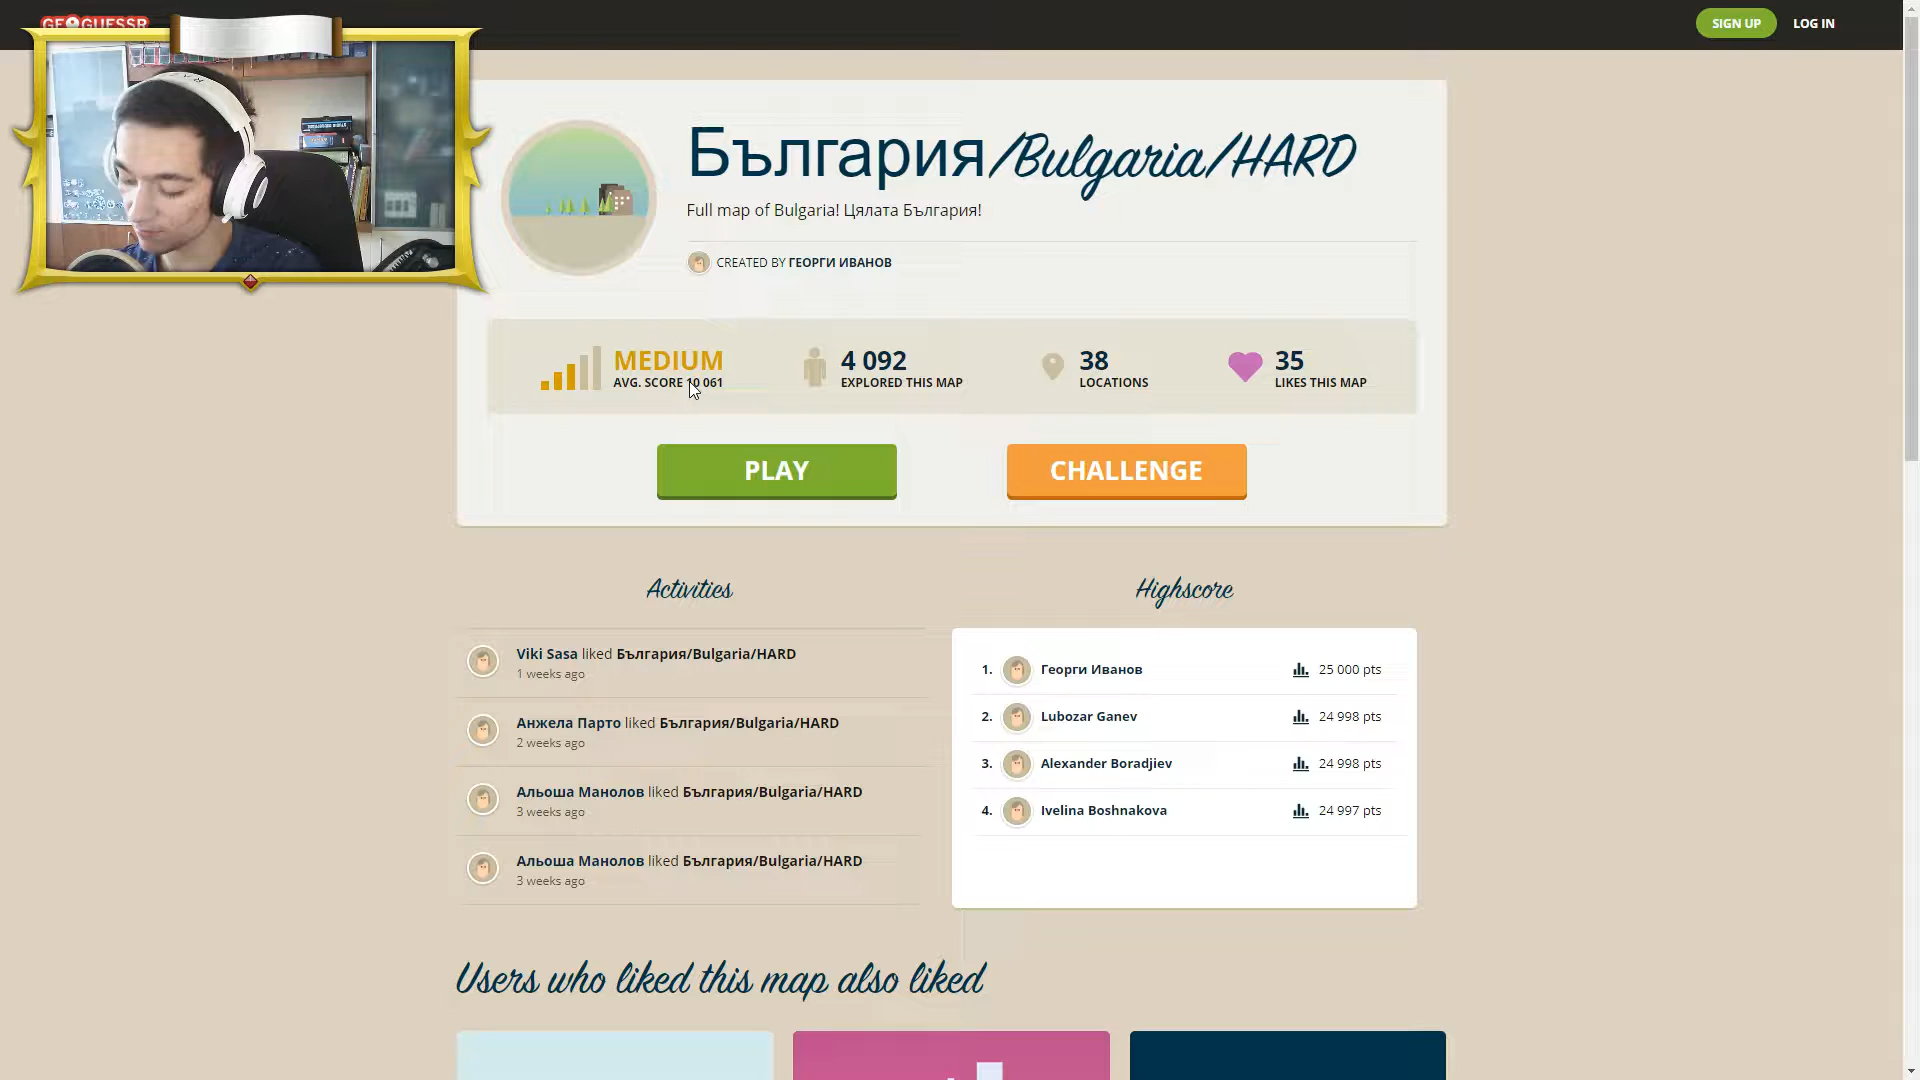 GEOGUESSR
SIGN UP
LOG IN
България/Bulgaria/HARD
Full map of Bulgaria! Цялата България!
CREATED BY ГЕОРГИ ИВАНОВ
MEDIUM
AVG. SCORE 10 061
4 092
EXPLORED THIS MAP
38
LOCATIONS
35
LIKES THIS MAP
PLAY
CHALLENGE
Activities
Viki Sasa liked България/Bulgaria/HARD
1 weeks ago
Анжела Парто liked България/Bulgaria/HARD
2 weeks ago
Альоша Манолов liked България/Bulgaria/HARD
3 weeks ago
Альоша Манолов liked България/Bulgaria/HARD
3 weeks ago
Highscore
1. Георги Иванов 25 000 pts
2. Lubozar Ganev 24 998 pts
3. Alexander Boradjiev 24 998 pts
4. Ivelina Boshnakova 24 997 pts
Users who liked this map also liked